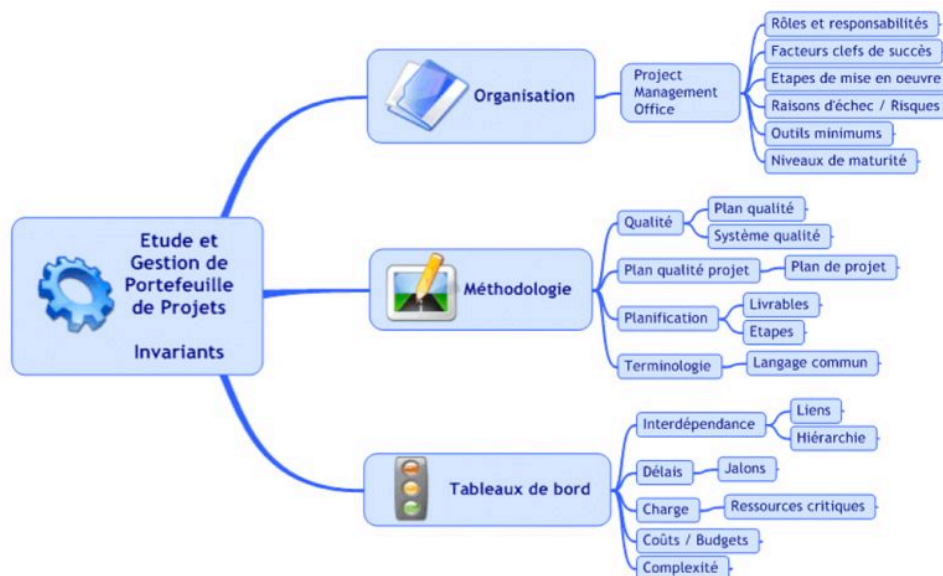 Etude et
Gestion de
Portefeuille
de Projets
Invariants
Organisation
Project
Management
Office
Rôles et responsabilités
Facteurs clefs de succès
Etapes de mise en oeuvre
Raisons d'échec / Risques
Outils minimums
Niveaux de maturité
Méthodologie
Qualité
Plan qualité
Système qualité
Plan qualité projet
Plan de projet
Planification
Livrables
Etapes
Terminologie
Langage commun
Tableaux de bord
Interdépendance
Liens
Hiérarchie
Délais
Jalons
Charge
Ressources critiques
Coûts / Budgets
Complexité